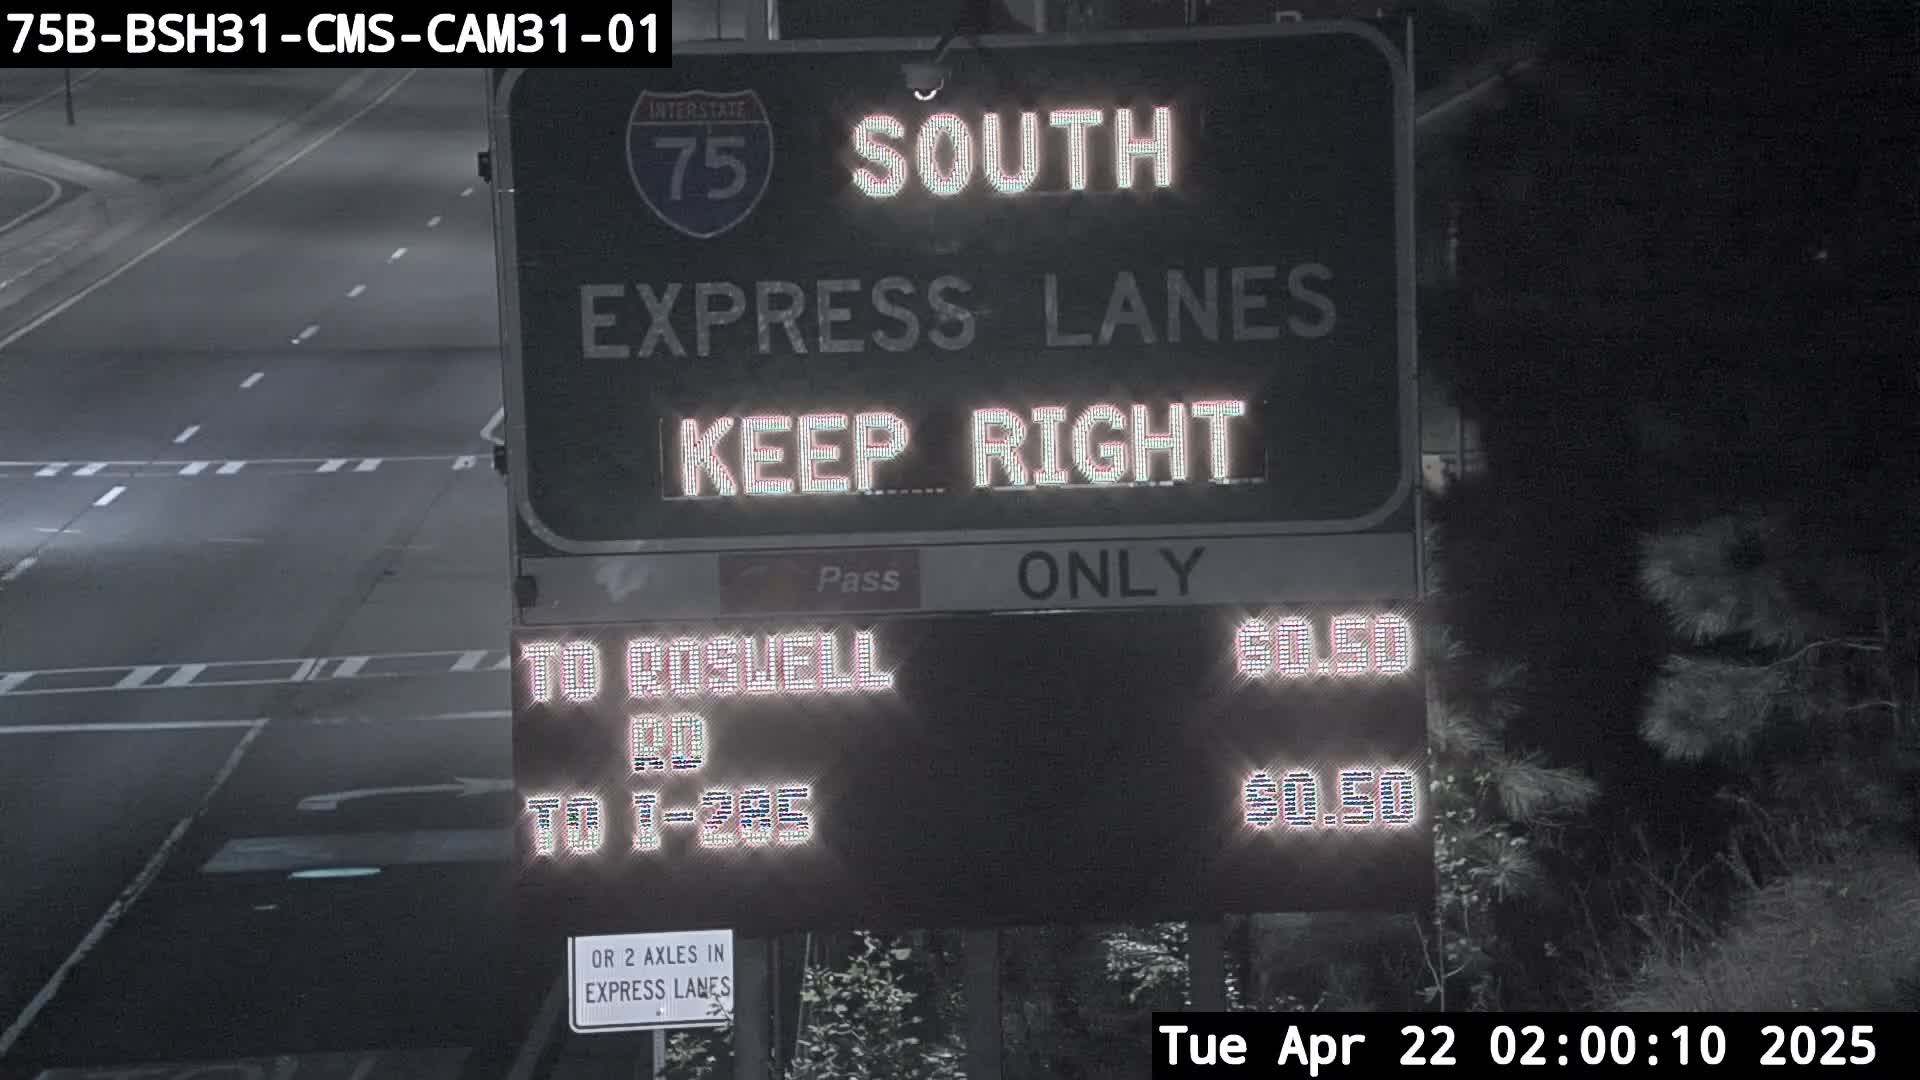 75B-BSH31-CMS-CAM31-01
INTERSTATE
75
SOUTH
EXPRESS LANES
KEEP RIGHT
Pass ONLY
TO ROSWELL $0.50
RD
TO I-285 $0.50
OR 2 AXLES IN
EXPRESS LANES
Tue Apr 22 02:00:10 2025